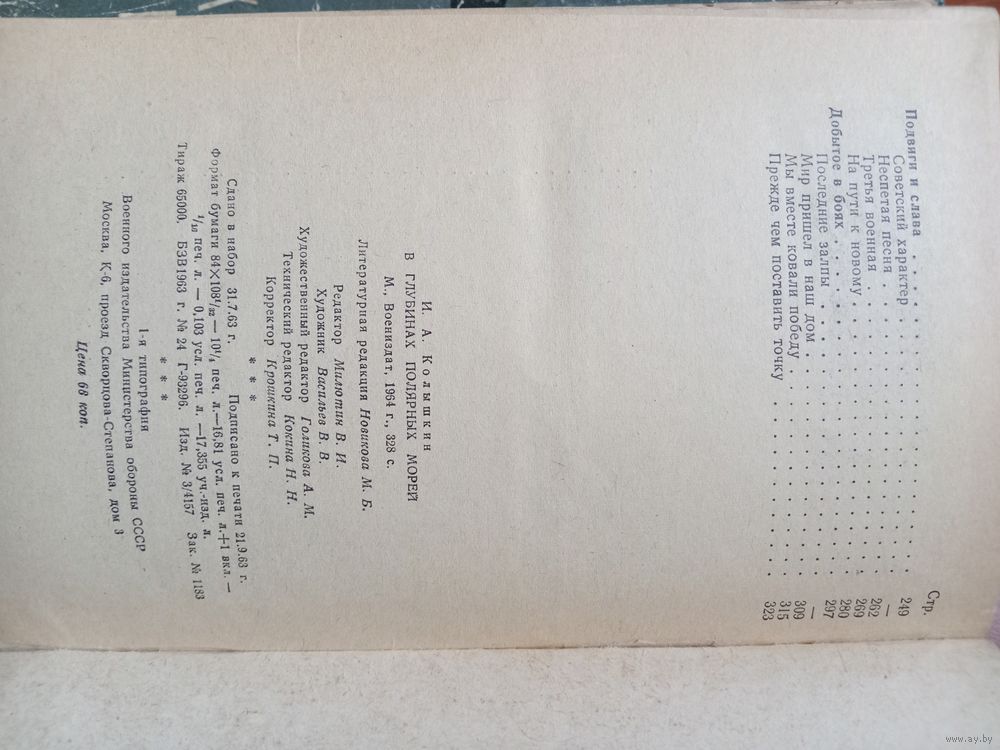 Стр.
Подвиги и слава . . . . . . . . . . . . . . . . 249
Советский характер . . . . . . . . . . . . . . —
Неспетая песня . . . . . . . . . . . . . . . . 262
Третья военная . . . . . . . . . . . . . . . . 269
На пути к новому . . . . . . . . . . . . . . . 280
Добытое в боях . . . . . . . . . . . . . . . . 297
Последние залпы . . . . . . . . . . . . . . . —
Мир пришел в наш дом . . . . . . . . . . . . . 309
Мы вместе ковали победу . . . . . . . . . . . 315
Прежде чем поставить точку . . . . . . . . . . 323
И. А. Колышкин
В ГЛУБИНАХ ПОЛЯРНЫХ МОРЕЙ
М., Воениздат, 1964 г., 328 с.
Литературная редакция Новикова М. Б.
Редактор Милютин В. И.
Художник Васильев В. В.
Художественный редактор Голикова А. М.
Технический редактор Кокина Н. Н.
Корректор Крошкина Т. П.
* * *
Сдано в набор 31.7.63 г. Подписано к печати 21.9.63 г.
Формат бумаги 84×108¹/₃₂ — 10¹/₄ печ. л.—16,81 усл. печ. л.+1 вкл. —
¹/₁₆ печ. л. — 0,103 усл. печ. л. —17,355 уч.-изд. л.
Тираж 65000. БЗВ1963 г. № 24 Г-93296. Изд. № 3/4157 Зак. № 1183
* * *
1-я типография
Военного издательства Министерства обороны СССР
Москва, К-6, проезд Скворцова-Степанова, дом 3
Цена 68 коп.
www.ay.by